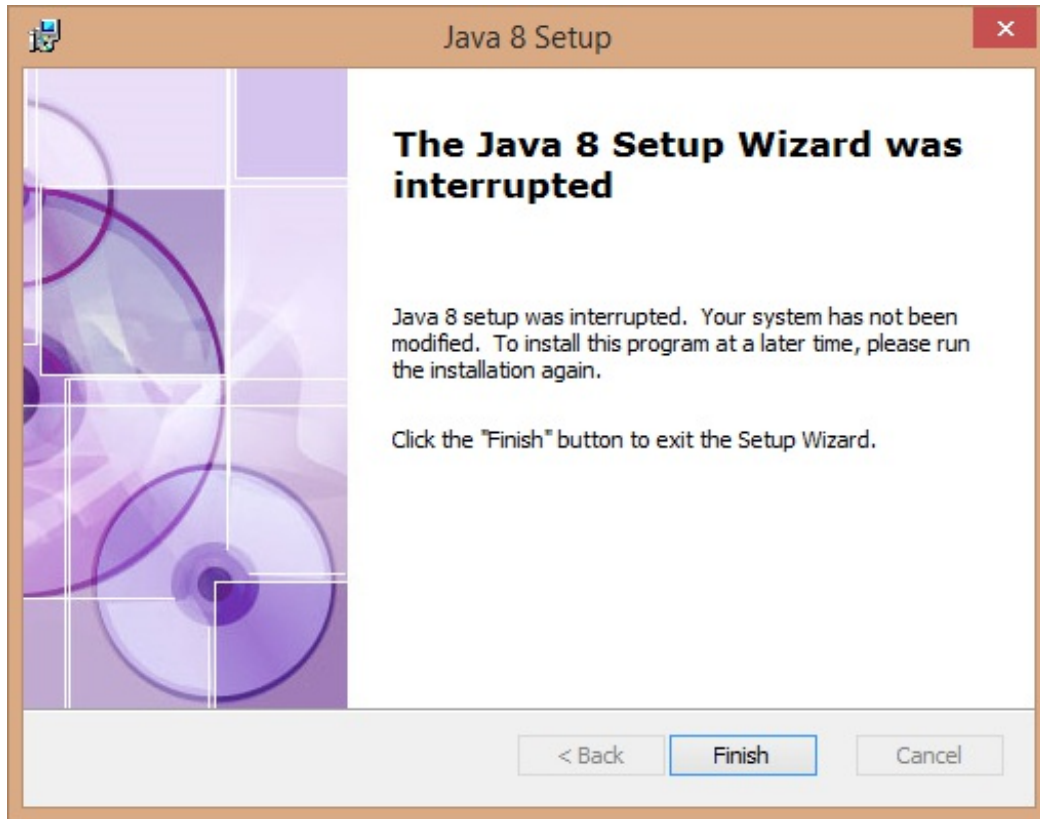 Java 8 Setup
The Java 8 Setup Wizard was
interrupted
Java 8 setup was interrupted.  Your system has not been
modified.  To install this program at a later time, please run
the installation again.
Click the "Finish" button to exit the Setup Wizard.
< Back
Finish
Cancel